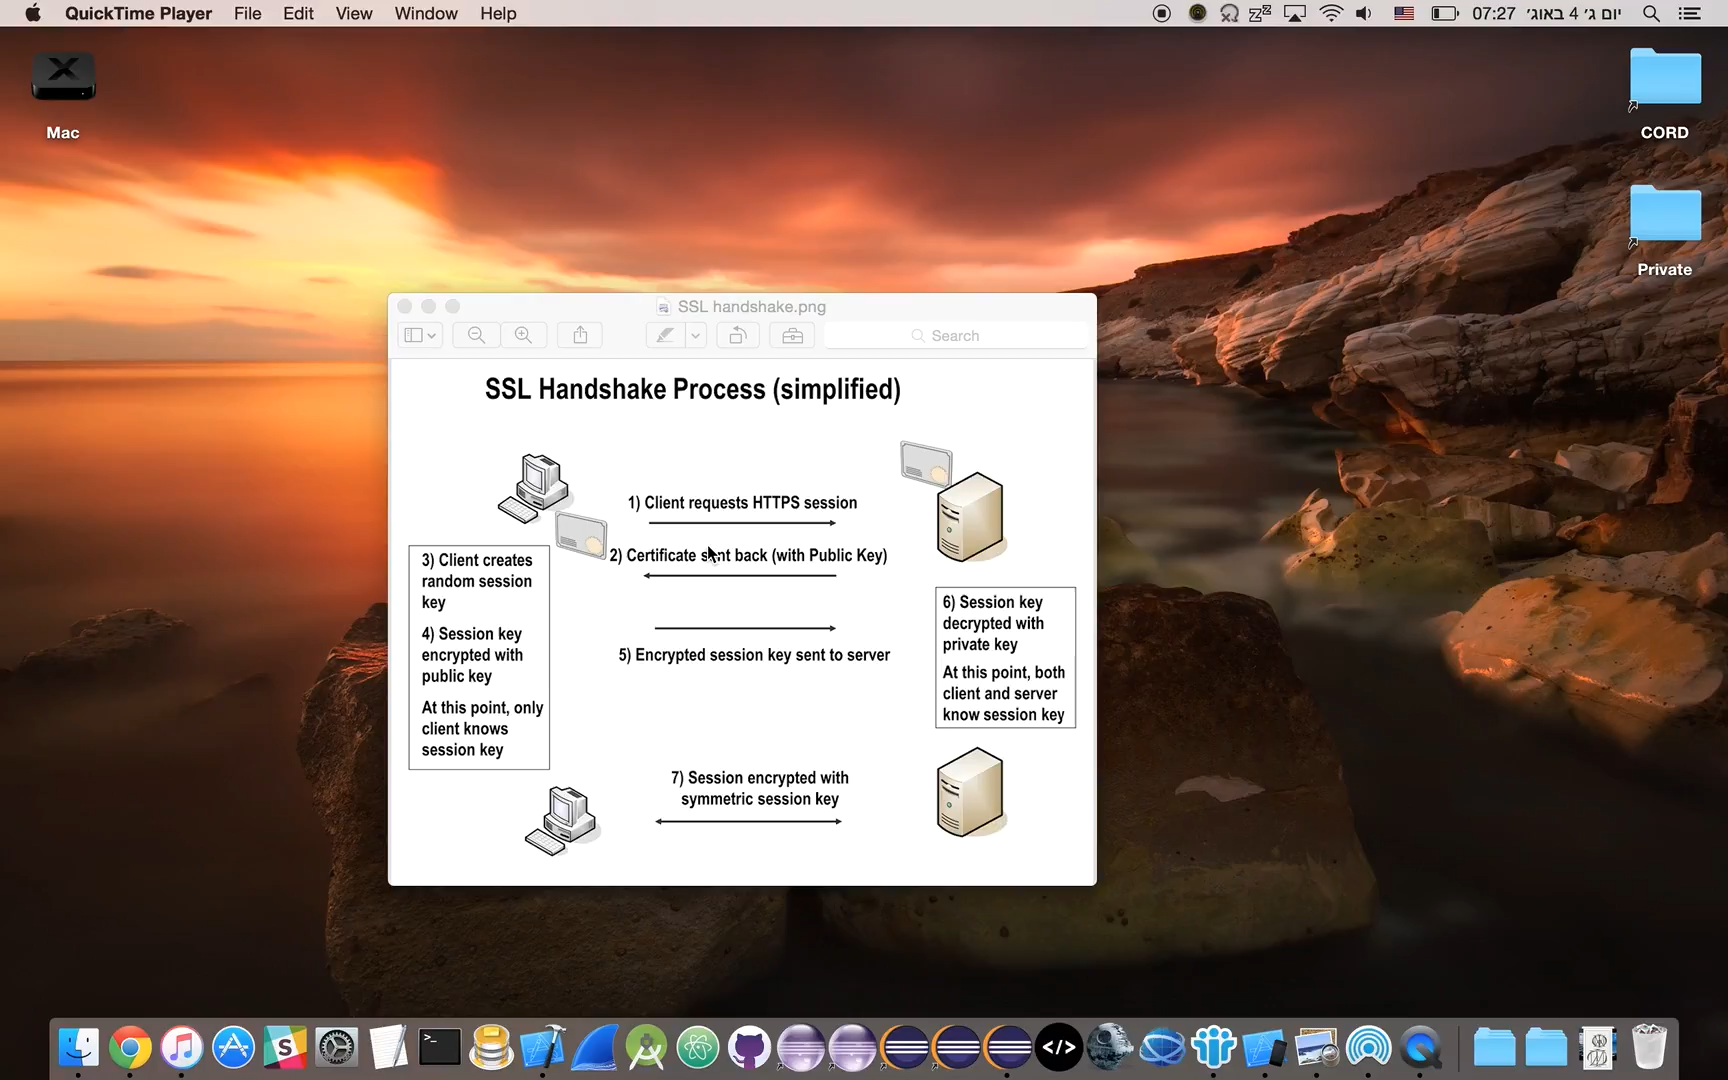 QuickTime Player File Edit View Window Help
07:27 יום ג׳ 4 באוג׳
Mac
CORD
Private
SSL handshake.png
Search
SSL Handshake Process (simplified)
1) Client requests HTTPS session
2) Certificate sent back (with Public Key)
3) Client creates
random session
key
4) Session key
encrypted with
public key
At this point, only
client knows
session key
5) Encrypted session key sent to server
6) Session key
decrypted with
private key
At this point, both
client and server
know session key
7) Session encrypted with
symmetric session key